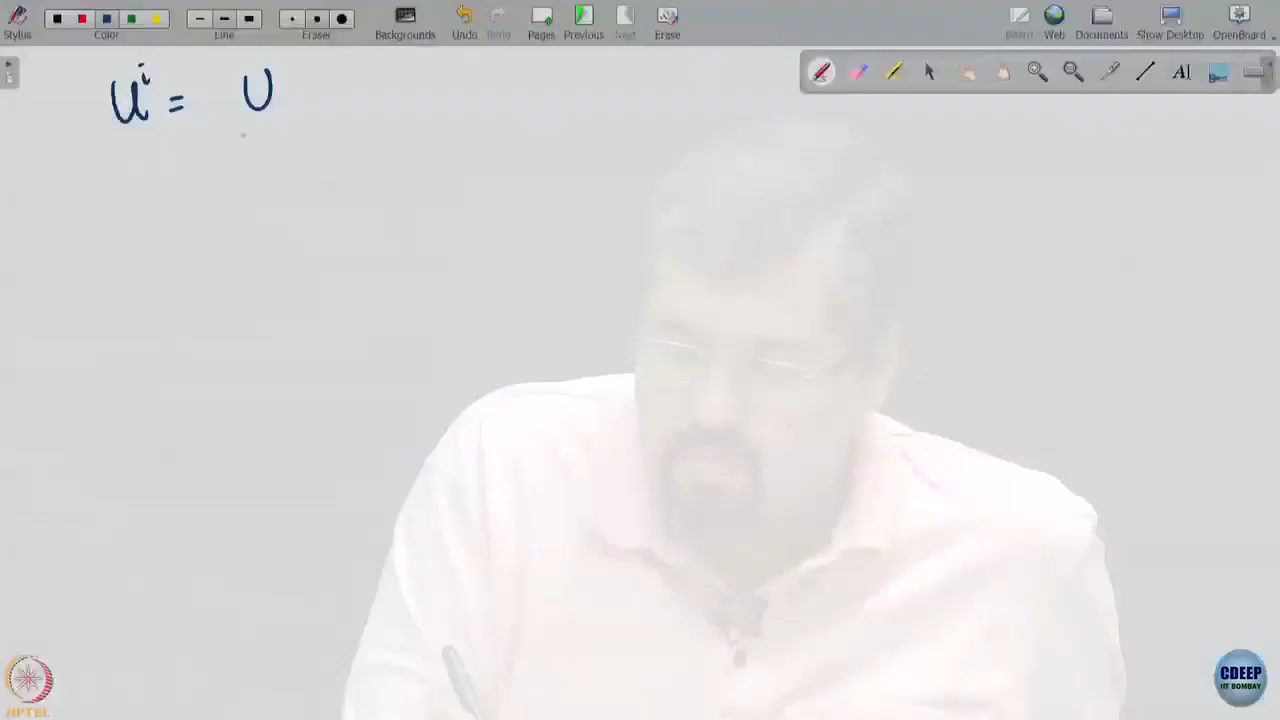 Stylus
Color
Line
Eraser
Backgrounds
Undo
Redo
Pages
Previous
Next
Erase
Board
Web
Documents
Show Desktop
OpenBoard
uⁱ = U
NPTEL
CDEEP
IIT BOMBAY